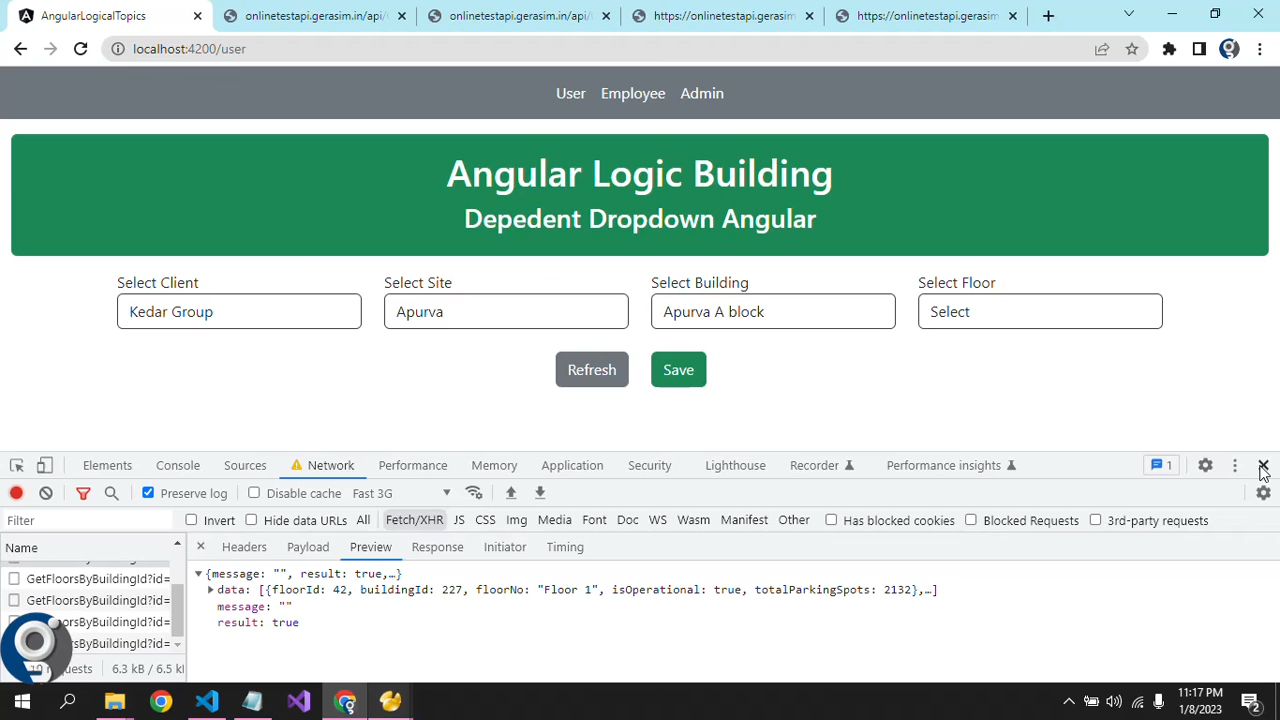 AngularLogicalTopics
onlinetestapi.gerasim.in/api/
onlinetestapi.gerasim.in/api/
https://onlinetestapi.gerasim
https://onlinetestapi.gerasim
localhost:4200/user
User Employee Admin
Angular Logic Building
Depedent Dropdown Angular
Select Client Select Site Select Building Select Floor
Kedar Group Apurva Apurva A block Select
Refresh Save
Elements Console Sources Network Performance Memory Application Security Lighthouse Recorder Performance insights 1
Preserve log Disable cache Fast 3G
Filter Invert Hide data URLs All Fetch/XHR JS CSS Img Media Font Doc WS Wasm Manifest Other Has blocked cookies Blocked Requests 3rd-party requests
Name Headers Payload Preview Response Initiator Timing
{message: "", result: true,…}
GetFloorsByBuildingId?id=
data: [{floorId: 42, buildingId: 227, floorNo: "Floor 1", isOperational: true, totalParkingSpots: 2132},…]
GetFloorsByBuildingId?id=
message: ""
orsByBuildingId?id=
result: true
orsByBuildingId?id=
requests 6.3 kB / 6.5 k
11:17 PM
1/8/2023
2